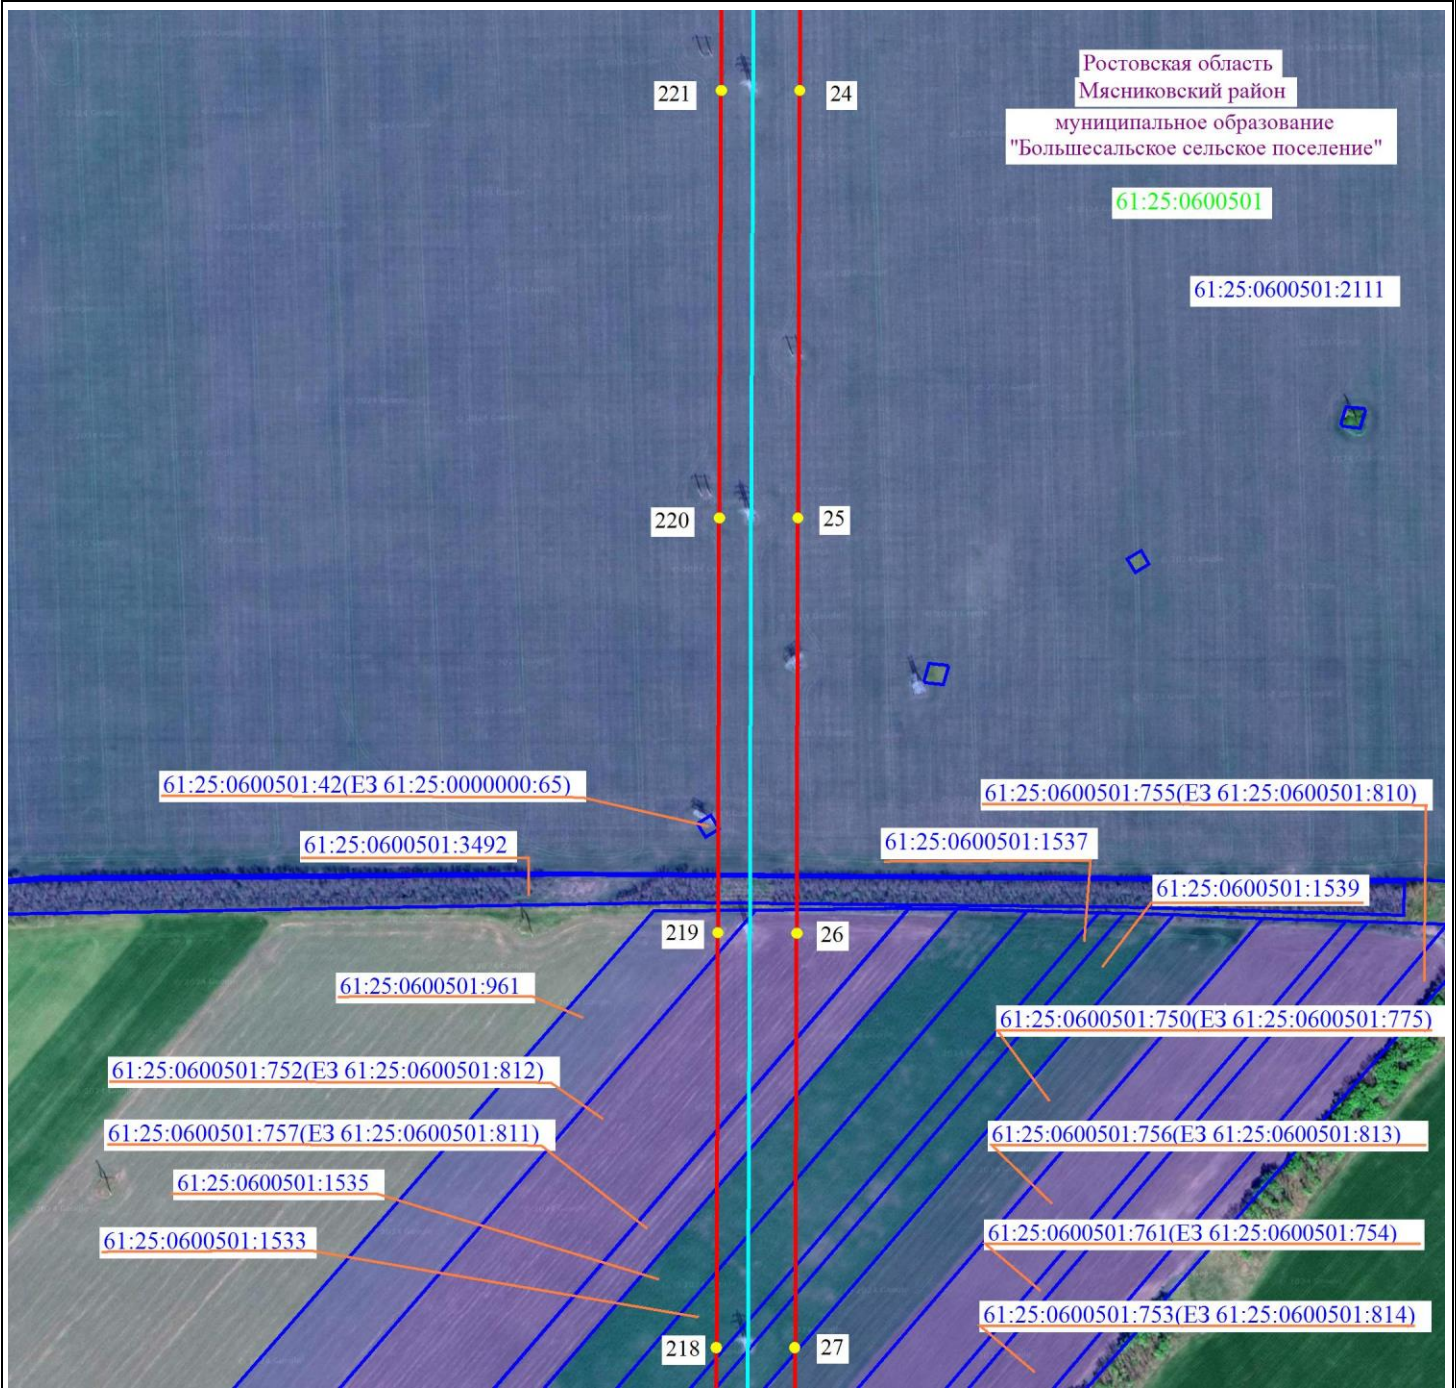 Ростовская область
Мясниковский район
муниципальное образование
"Большесальское сельское поселение"
221
24
61:25:0600501
61:25:0600501:2111
220
25
61:25:0600501:42(ЕЗ 61:25:0000000:65)
61:25:0600501:755(ЕЗ 61:25:0600501:810)
61:25:0600501:3492
61:25:0600501:1537
61:25:0600501:1539
219
26
61:25:0600501:961
61:25:0600501:750(ЕЗ 61:25:0600501:775)
61:25:0600501:752(ЕЗ 61:25:0600501:812)
61:25:0600501:757(ЕЗ 61:25:0600501:811)
61:25:0600501:756(ЕЗ 61:25:0600501:813)
61:25:0600501:1535
61:25:0600501:1533
61:25:0600501:761(ЕЗ 61:25:0600501:754)
61:25:0600501:753(ЕЗ 61:25:0600501:814)
218
27